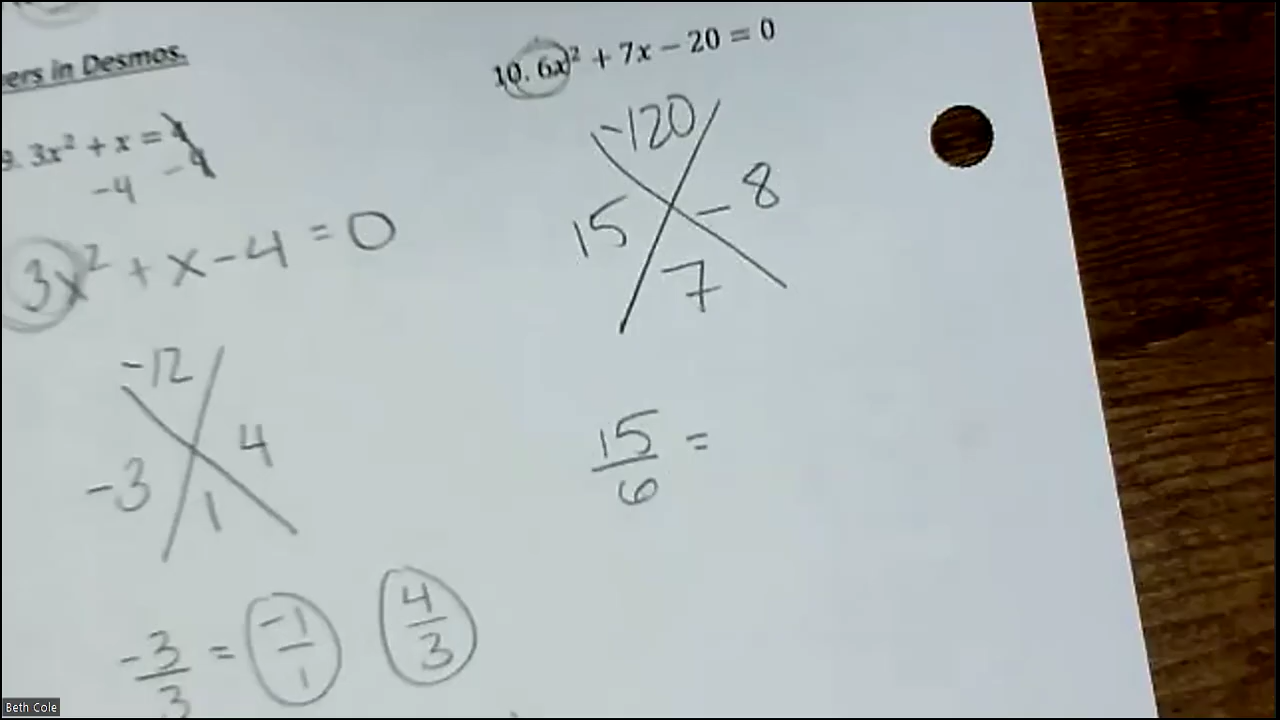 ers in Desmos.
9. 3x² + x = 4
-4 -4
3x² + x - 4 = 0
-12
-3 4
1
-3/3 = -1/1 4/3
10. 6x² + 7x - 20 = 0
-120
15 -8
7
15/6 =
Beth Cole